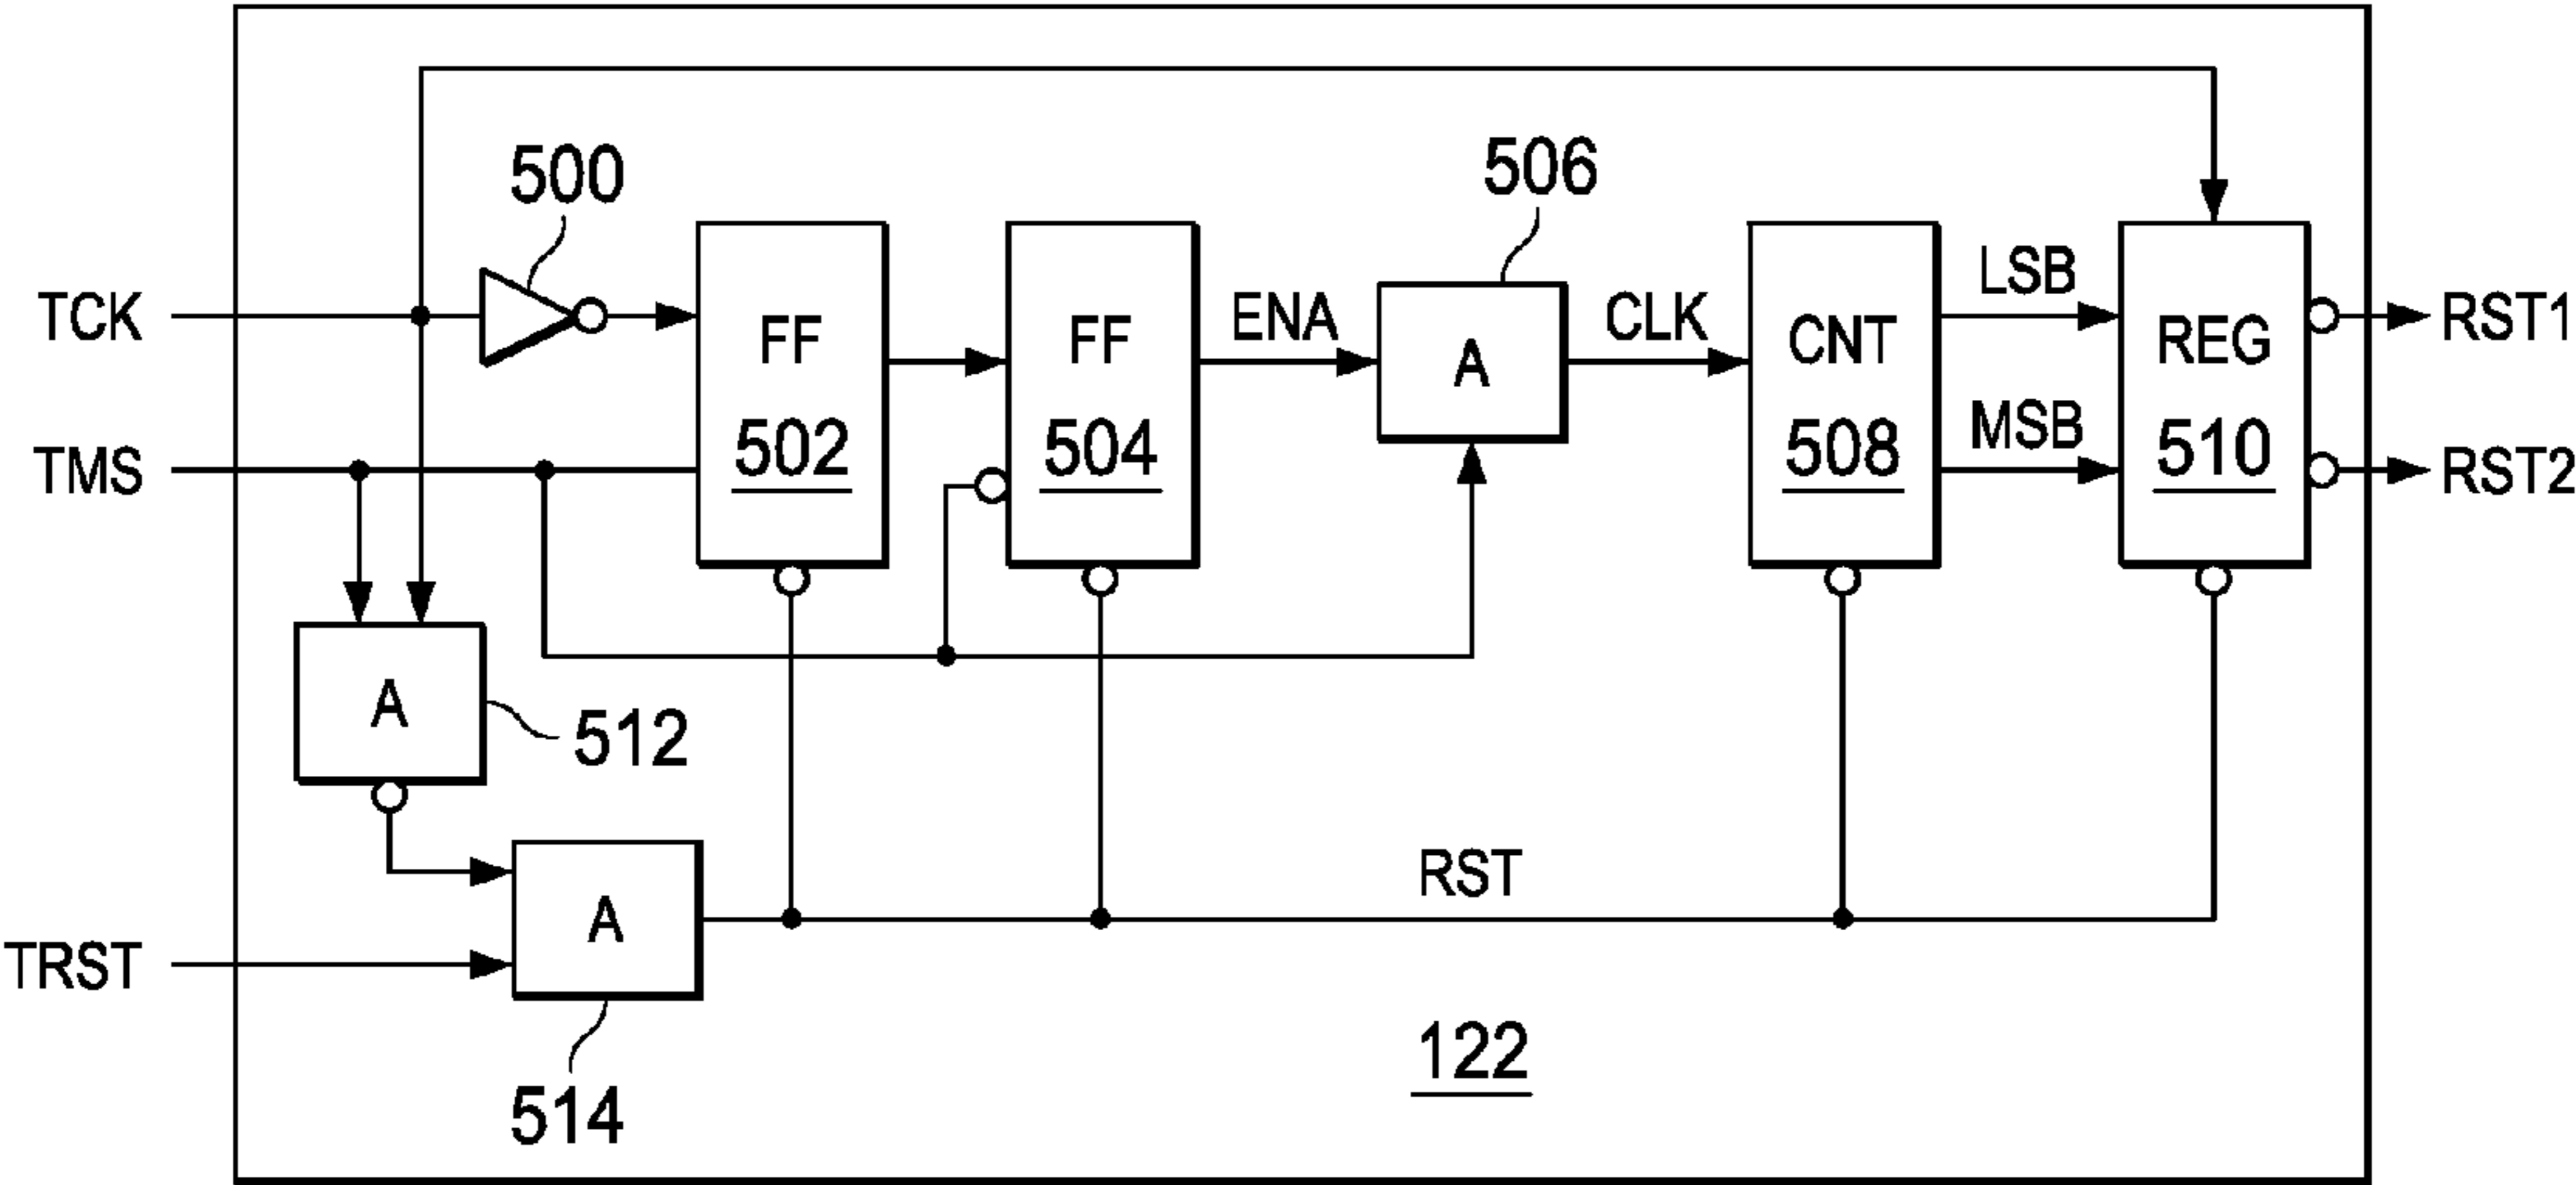 500
506
TCK
FF
502
FF
504
ENA
A
CLK
CNT
508
LSB
MSB
REG
510
RST1
TMS
RST2
A
512
A
RST
TRST
514
122